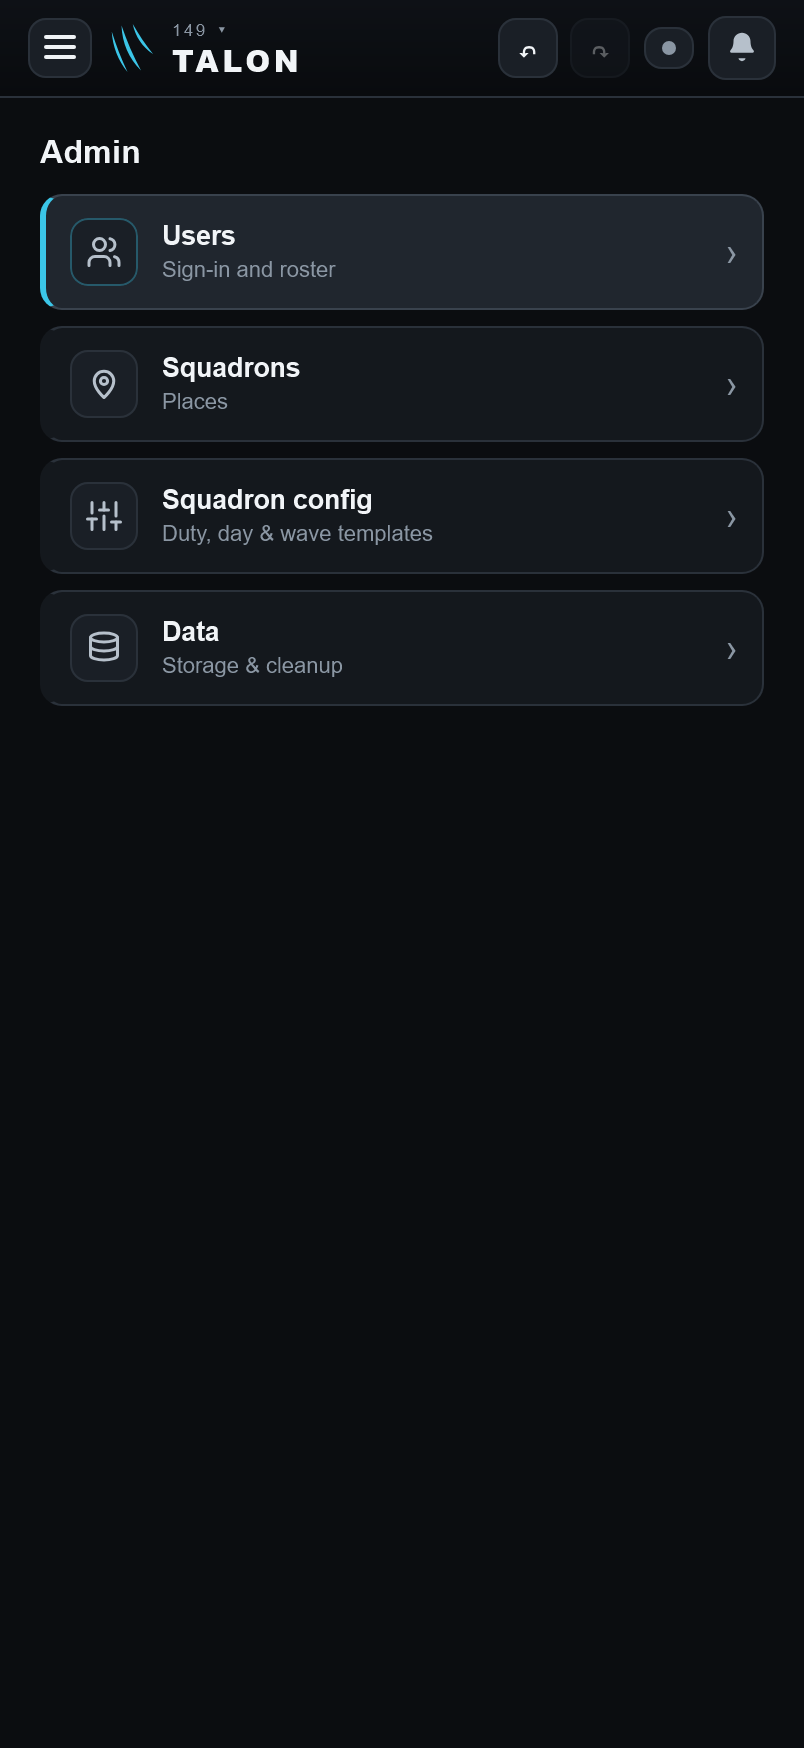 149 ▾
TALON
Admin
Users
Sign-in and roster
Squadrons
Places
Squadron config
Duty, day & wave templates
Data
Storage & cleanup